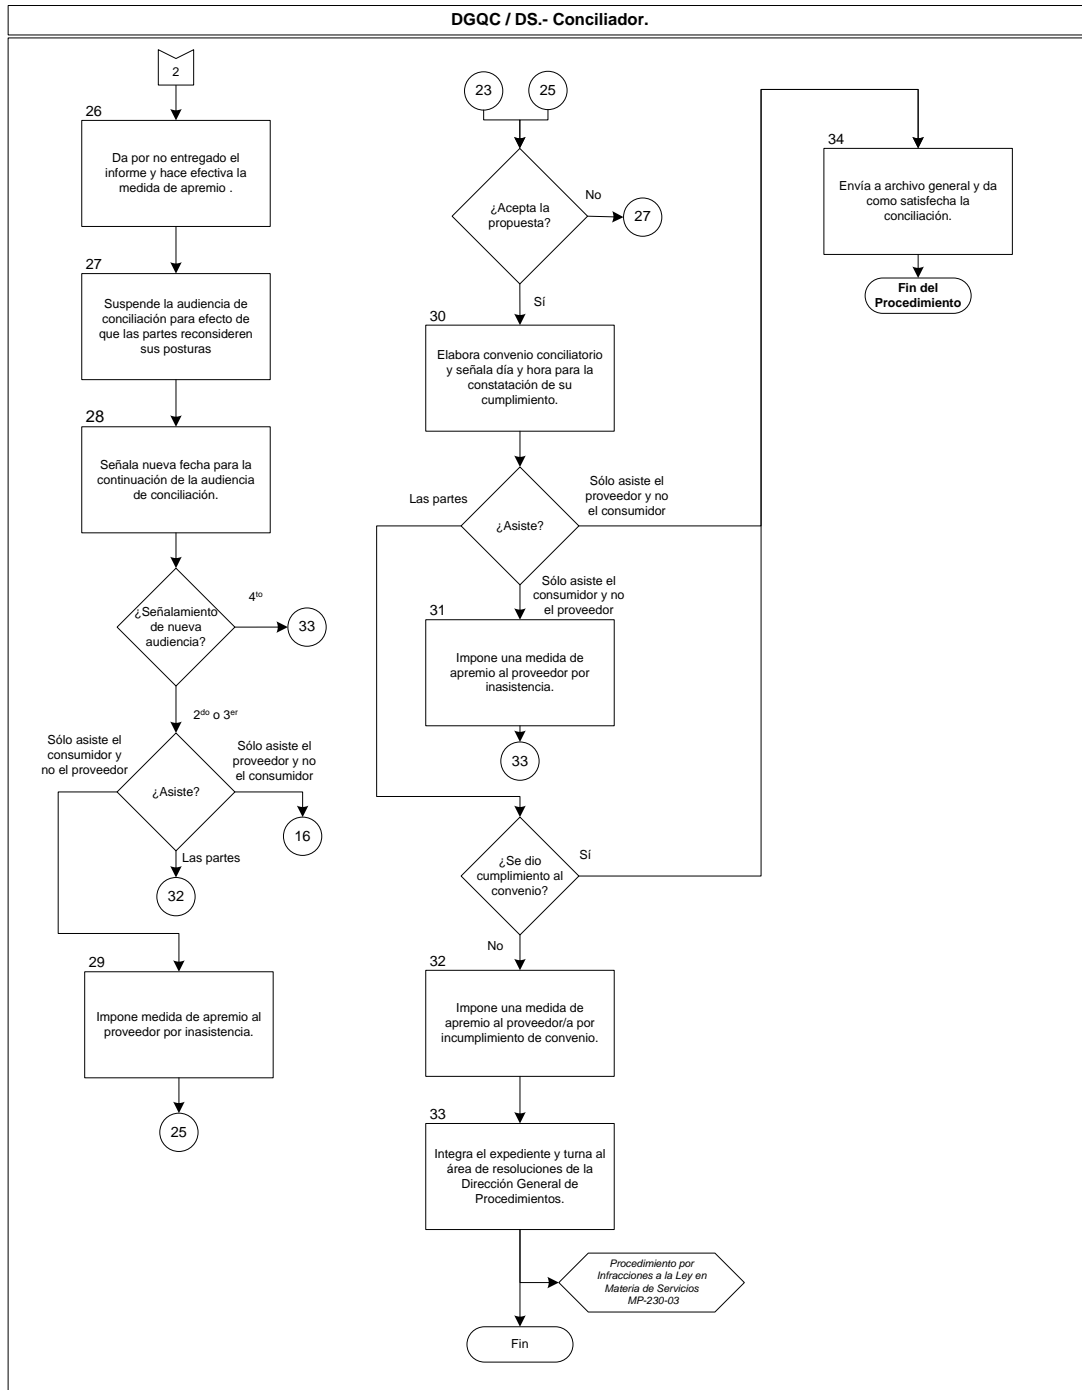 DGQC / DS.- Conciliador.
2
26
Da por no entregado el
informe y hace efectiva la
medida de apremio .
27
Suspende la audiencia de
conciliación para efecto de
que las partes reconsideren
sus posturas
28
Señala nueva fecha para la
continuación de la audiencia
de conciliación.
¿Señalamiento
de nueva
audiencia?
4to
33
2do o 3er
Sólo asiste el
consumidor y
no el proveedor
Sólo asiste el
proveedor y no
el consumidor
¿Asiste?
16
Las partes
32
29
Impone medida de apremio al
proveedor por inasistencia.
25
23
25
¿Acepta la
propuesta?
No
27
Sí
30
Elabora convenio conciliatorio
y señala día y hora para la
constatación de su
cumplimiento.
Las partes
Sólo asiste el
proveedor y no
el consumidor
¿Asiste?
Sólo asiste el
consumidor y no
el proveedor
31
Impone una medida de
apremio al proveedor por
inasistencia.
33
¿Se dio
cumplimiento al
convenio?
Sí
No
32
Impone una medida de
apremio al proveedor/a por
incumplimiento de convenio.
33
Integra el expediente y turna al
área de resoluciones de la
Dirección General de
Procedimientos.
Procedimiento por
Infracciones a la Ley en
Materia de Servicios
MP-230-03
Fin
34
Envía a archivo general y da
como satisfecha la
conciliación.
Fin del
Procedimiento